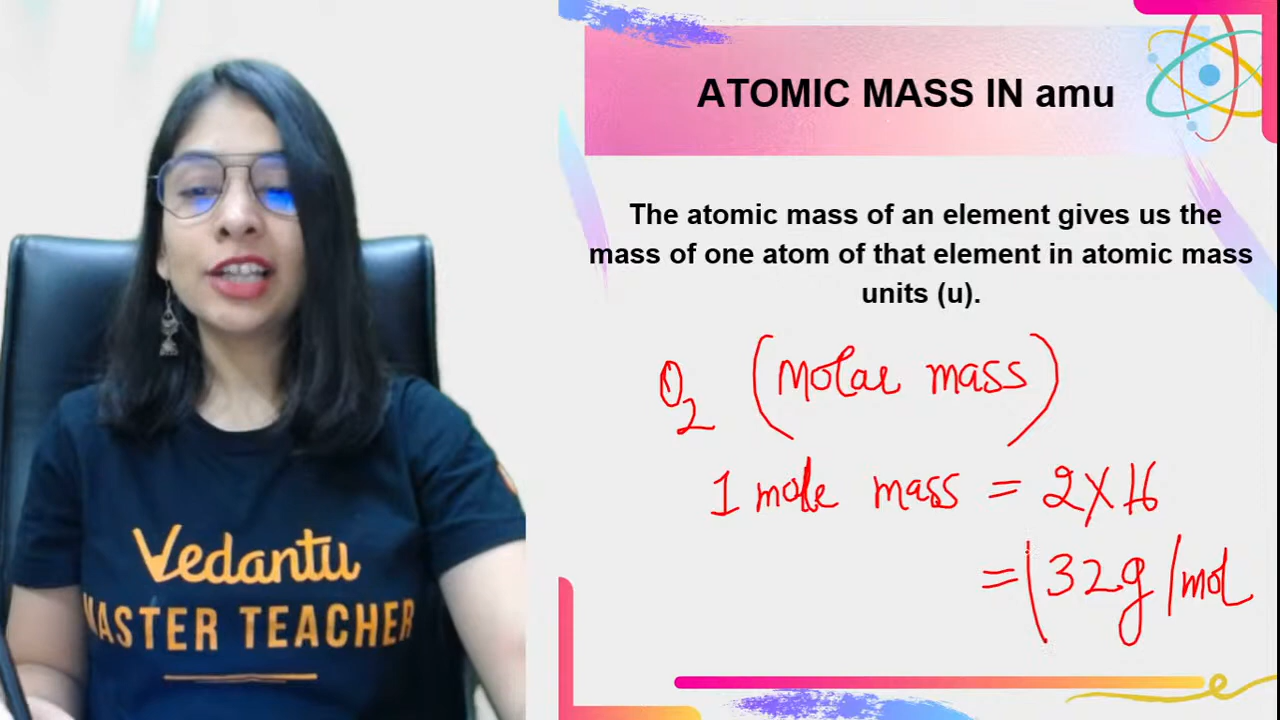 ATOMIC MASS IN amu
The atomic mass of an element gives us the
mass of one atom of that element in atomic mass
units (u).
O2 (Molar mass)
1 mole mass = 2X16
= 32g/mol
Vedantu
MASTER TEACHER